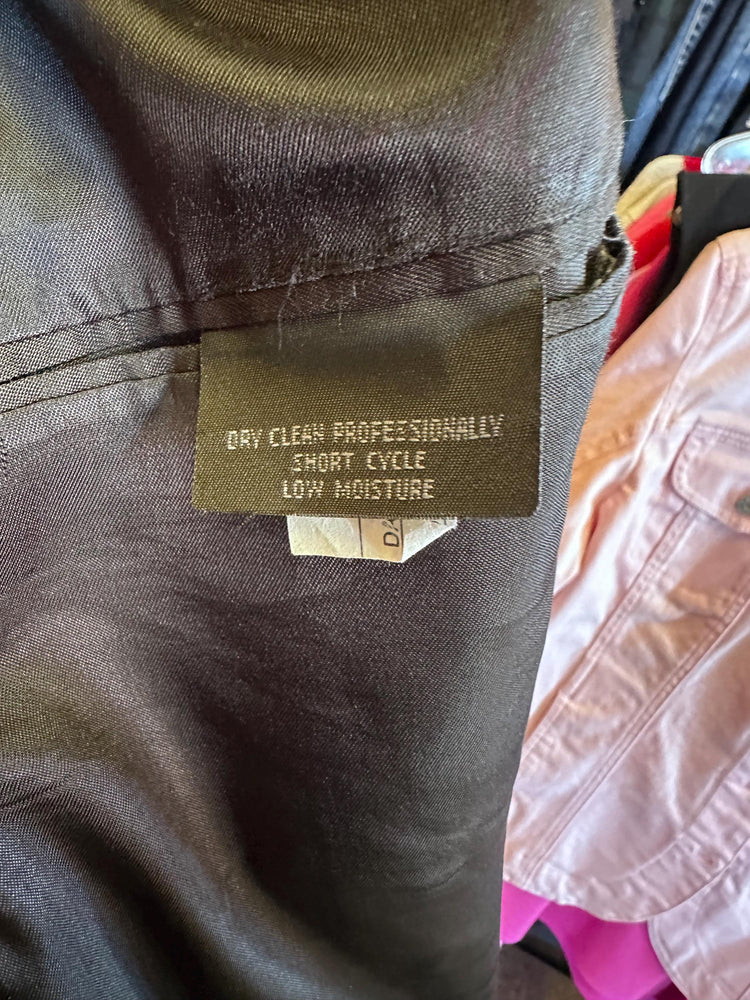 DRY CLEAN PROFESSIONALLY
SHORT CYCLE
LOW MOISTURE